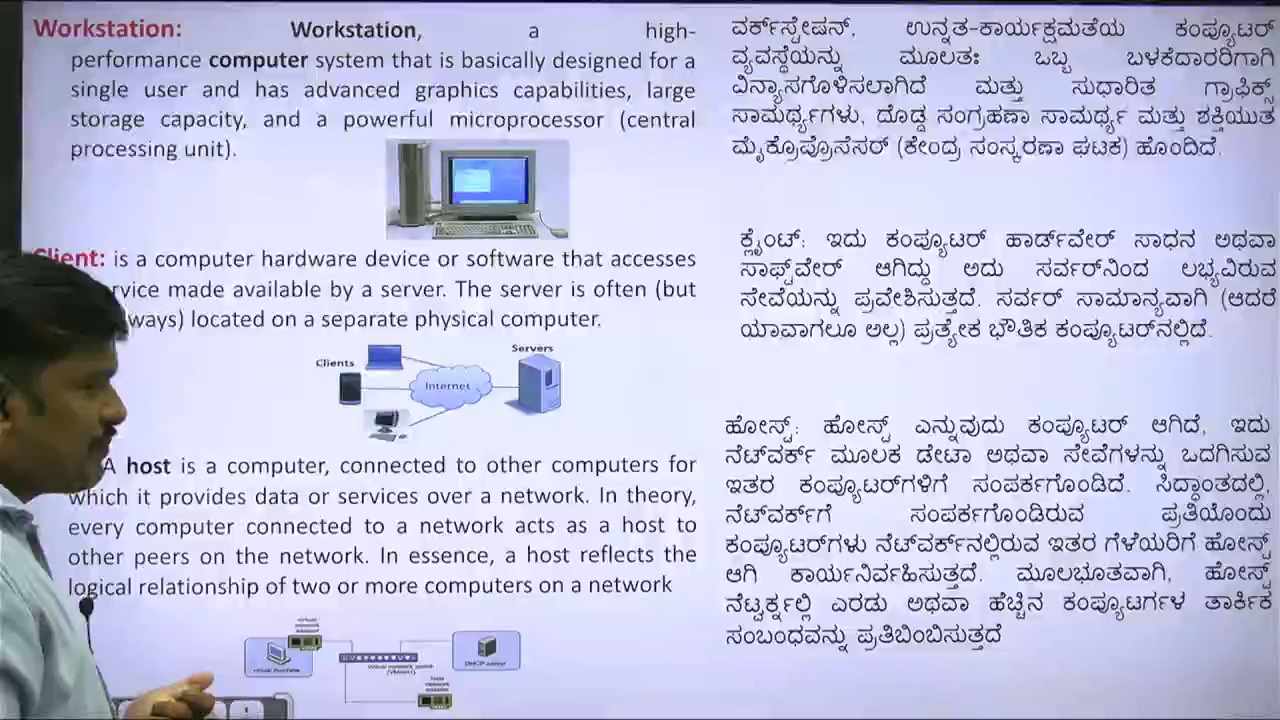 Workstation: Workstation, a high-
performance computer system that is basically designed for a
single user and has advanced graphics capabilities, large
storage capacity, and a powerful microprocessor (central
processing unit).
Client: is a computer hardware device or software that accesses
service made available by a server. The server is often (but
ways) located on a separate physical computer.
Clients
Servers
Internet
A host is a computer, connected to other computers for
which it provides data or services over a network. In theory,
every computer connected to a network acts as a host to
other peers on the network. In essence, a host reflects the
logical relationship of two or more computers on a network
virtual machine
virtual network switch
(VMnet1)
DHCP server
ವರ್ಕ್‌ಸ್ಟೇಷನ್, ಉನ್ನತ-ಕಾರ್ಯಕ್ಷಮತೆಯ ಕಂಪ್ಯೂಟರ್
ವ್ಯವಸ್ಥೆಯನ್ನು ಮೂಲತಃ ಒಬ್ಬ ಬಳಕೆದಾರರಿಗಾಗಿ
ವಿನ್ಯಾಸಗೊಳಿಸಲಾಗಿದೆ ಮತ್ತು ಸುಧಾರಿತ ಗ್ರಾಫಿಕ್ಸ್
ಸಾಮರ್ಥ್ಯಗಳು, ದೊಡ್ಡ ಸಂಗ್ರಹಣಾ ಸಾಮರ್ಥ್ಯ ಮತ್ತು ಶಕ್ತಿಯುತ
ಮೈಕ್ರೊಪ್ರೊಸೆಸರ್ (ಕೇಂದ್ರ ಸಂಸ್ಕರಣಾ ಘಟಕ) ಹೊಂದಿದೆ.
ಕ್ಲೈಂಟ್: ಇದು ಕಂಪ್ಯೂಟರ್ ಹಾರ್ಡ್‌ವೇರ್ ಸಾಧನ ಅಥವಾ
ಸಾಫ್ಟ್‌ವೇರ್ ಆಗಿದ್ದು ಅದು ಸರ್ವರ್‌ನಿಂದ ಲಭ್ಯವಿರುವ
ಸೇವೆಯನ್ನು ಪ್ರವೇಶಿಸುತ್ತದೆ. ಸರ್ವರ್ ಸಾಮಾನ್ಯವಾಗಿ (ಆದರೆ
ಯಾವಾಗಲೂ ಅಲ್ಲ) ಪ್ರತ್ಯೇಕ ಭೌತಿಕ ಕಂಪ್ಯೂಟರ್‌ನಲ್ಲಿದೆ.
ಹೋಸ್ಟ್: ಹೋಸ್ಟ್ ಎನ್ನುವುದು ಕಂಪ್ಯೂಟರ್ ಆಗಿದೆ, ಇದು
ನೆಟ್‌ವರ್ಕ್ ಮೂಲಕ ಡೇಟಾ ಅಥವಾ ಸೇವೆಗಳನ್ನು ಒದಗಿಸುವ
ಇತರ ಕಂಪ್ಯೂಟರ್‌ಗಳಿಗೆ ಸಂಪರ್ಕಗೊಂಡಿದೆ. ಸಿದ್ಧಾಂತದಲ್ಲಿ,
ನೆಟ್‌ವರ್ಕ್‌ಗೆ ಸಂಪರ್ಕಗೊಂಡಿರುವ ಪ್ರತಿಯೊಂದು
ಕಂಪ್ಯೂಟರ್‌ಗಳು ನೆಟ್‌ವರ್ಕ್‌ನಲ್ಲಿರುವ ಇತರ ಗೆಳೆಯರಿಗೆ ಹೋಸ್ಟ್
ಆಗಿ ಕಾರ್ಯನಿರ್ವಹಿಸುತ್ತದೆ. ಮೂಲಭೂತವಾಗಿ, ಹೋಸ್ಟ್
ನೆಟ್ವರ್ಕ್ನಲ್ಲಿ ಎರಡು ಅಥವಾ ಹೆಚ್ಚಿನ ಕಂಪ್ಯೂಟರ್ಗಳ ತಾರ್ಕಿಕ
ಸಂಬಂಧವನ್ನು ಪ್ರತಿಬಿಂಬಿಸುತ್ತದೆ